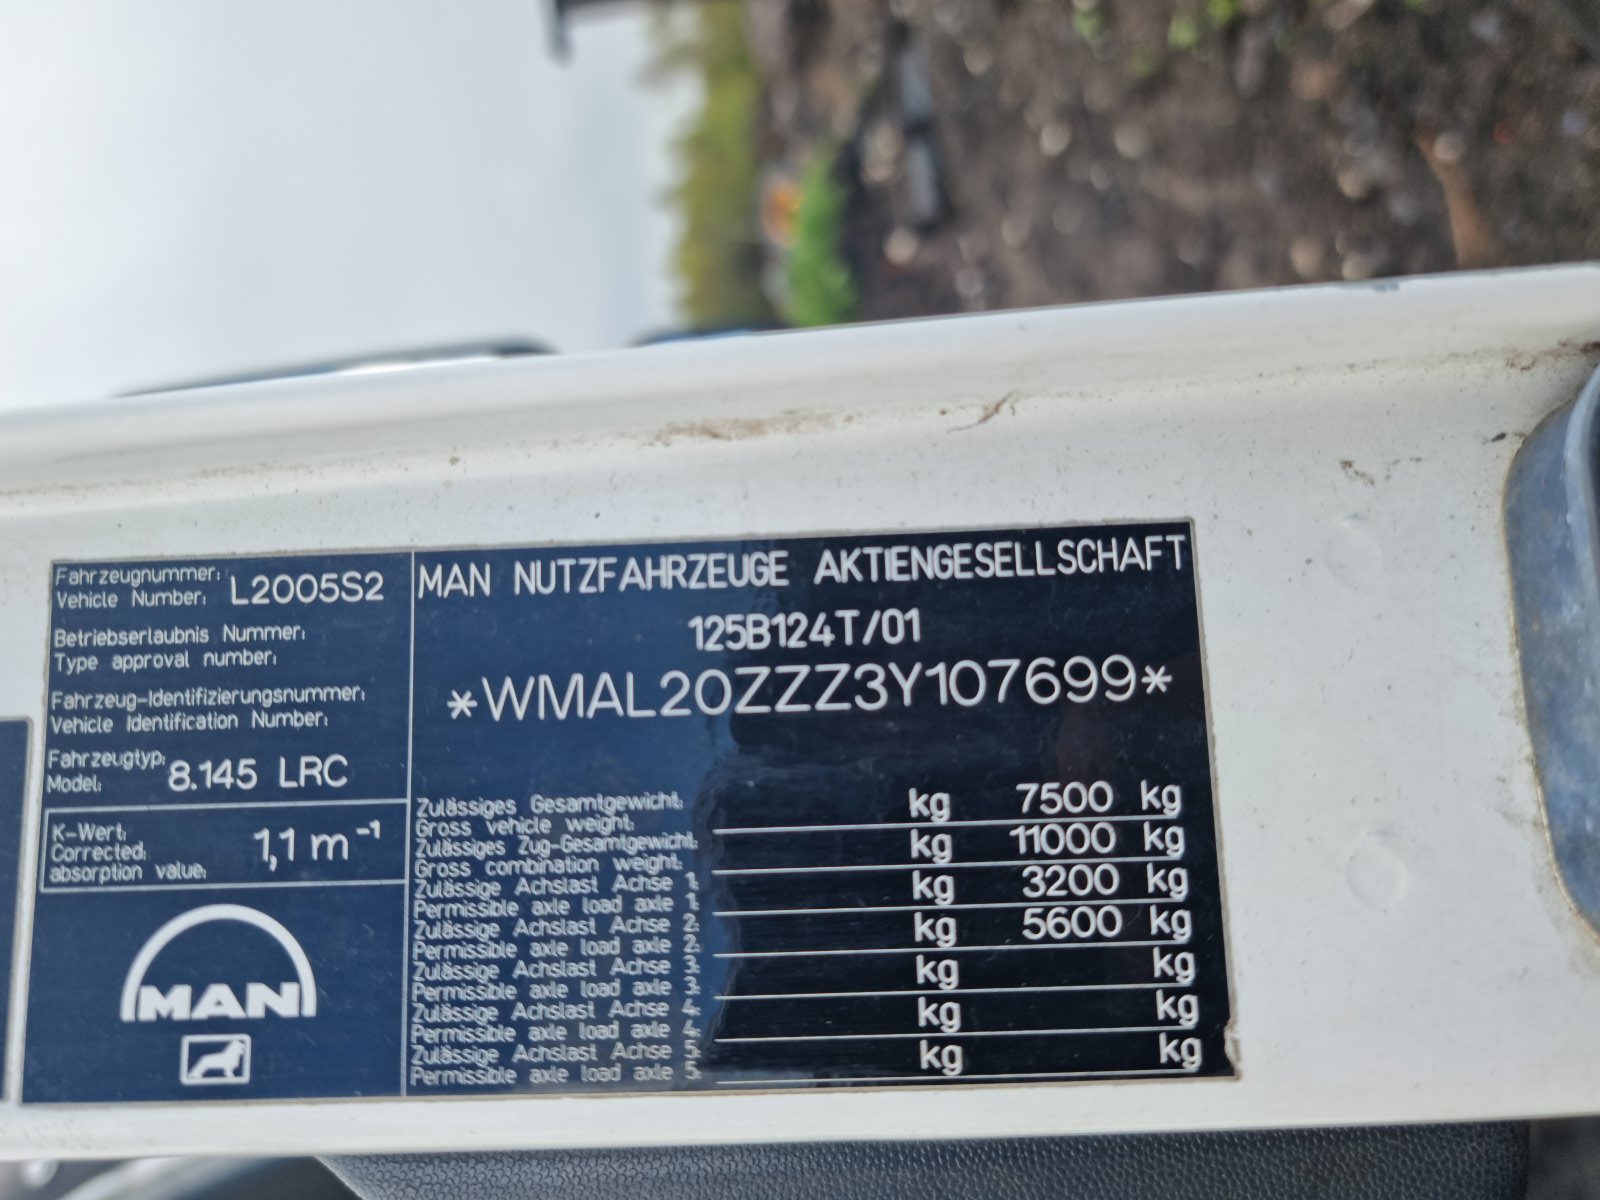 Fahrzeugnummer:
Vehicle Number: L2005S2
Betriebserlaubnis Nummer:
Type approval number:
Fahrzeug-Identifizierungsnummer:
Vehicle Identification Number:
Fahrzeugtyp:
Model: 8.145 LRC
K-Wert:
Corrected: 1,1 m⁻¹
absorption value:
MAN
MAN NUTZFAHRZEUGE AKTIENGESELLSCHAFT
125B124T/01
*WMAL20ZZZ3Y107699*
Zulässiges Gesamtgewicht:
Gross vehicle weight: kg 7500 kg
Zulässiges Zug-Gesamtgewicht:
Gross combination weight: kg 11000 kg
Zulässige Achslast Achse 1:
Permissible axle load axle 1: kg 3200 kg
Zulässige Achslast Achse 2:
Permissible axle load axle 2: kg 5600 kg
Zulässige Achslast Achse 3:
Permissible axle load axle 3: kg kg
Zulässige Achslast Achse 4:
Permissible axle load axle 4: kg kg
Zulässige Achslast Achse 5:
Permissible axle load axle 5: kg kg